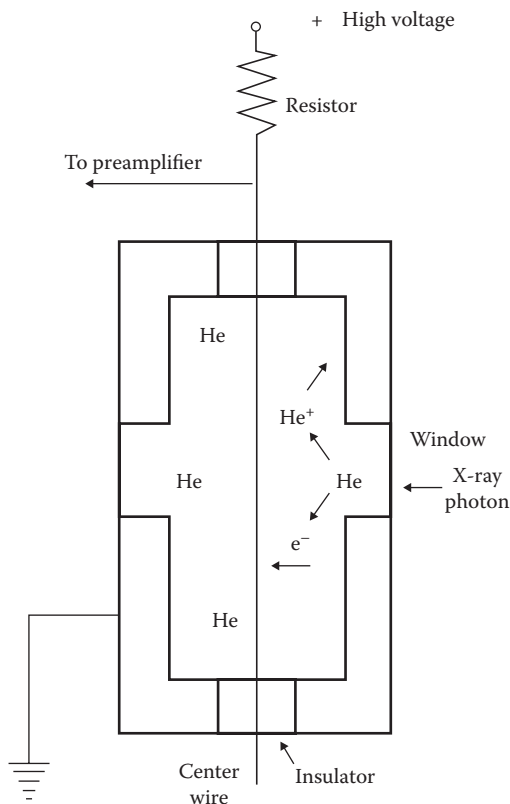 + High voltage
Resistor
To preamplifier
He
He⁺
Window
He
He
X-ray
photon
e⁻
He
Center
wire
Insulator